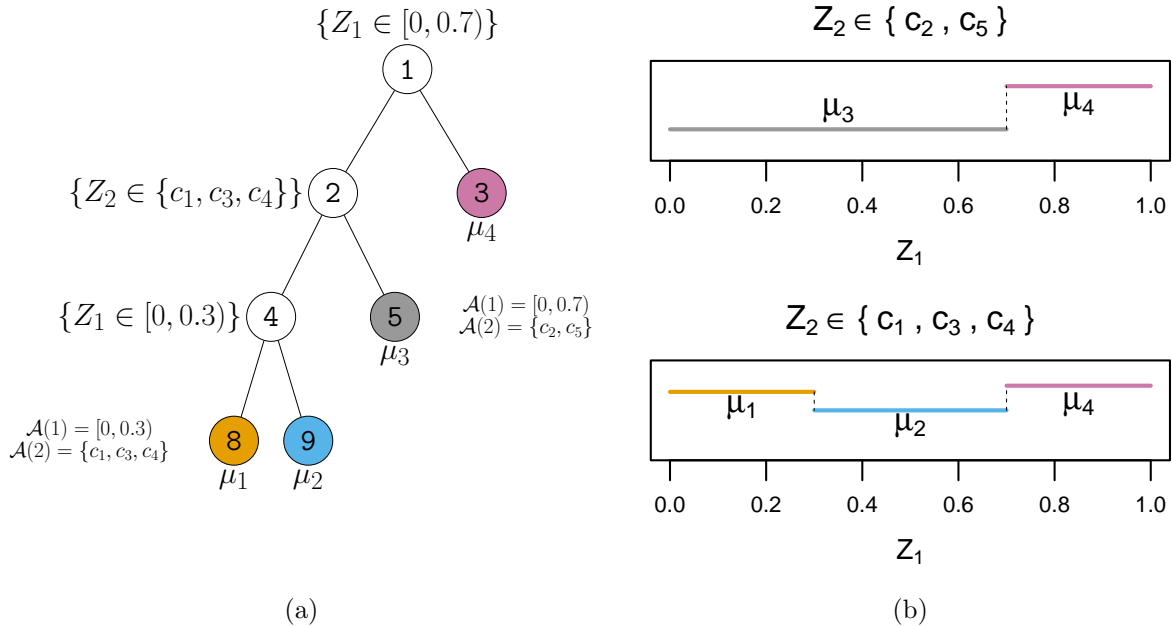 {Z₁ ∈ [0, 0.7)}
1
{Z₂ ∈ {c₁, c₃, c₄}}
2
3
μ₄
{Z₁ ∈ [0, 0.3)}
4
5
μ₃
𝒜(1) = [0, 0.7)
𝒜(2) = {c₂, c₅}
𝒜(1) = [0, 0.3)
𝒜(2) = {c₁, c₃, c₄}
8
9
μ₁
μ₂
(a)
Z₂ ∈ { c₂ , c₅ }
μ₃
μ₄
0.0 0.2 0.4 0.6 0.8 1.0
Z₁
Z₂ ∈ { c₁ , c₃ , c₄ }
μ₁
μ₂
μ₄
0.0 0.2 0.4 0.6 0.8 1.0
Z₁
(b)